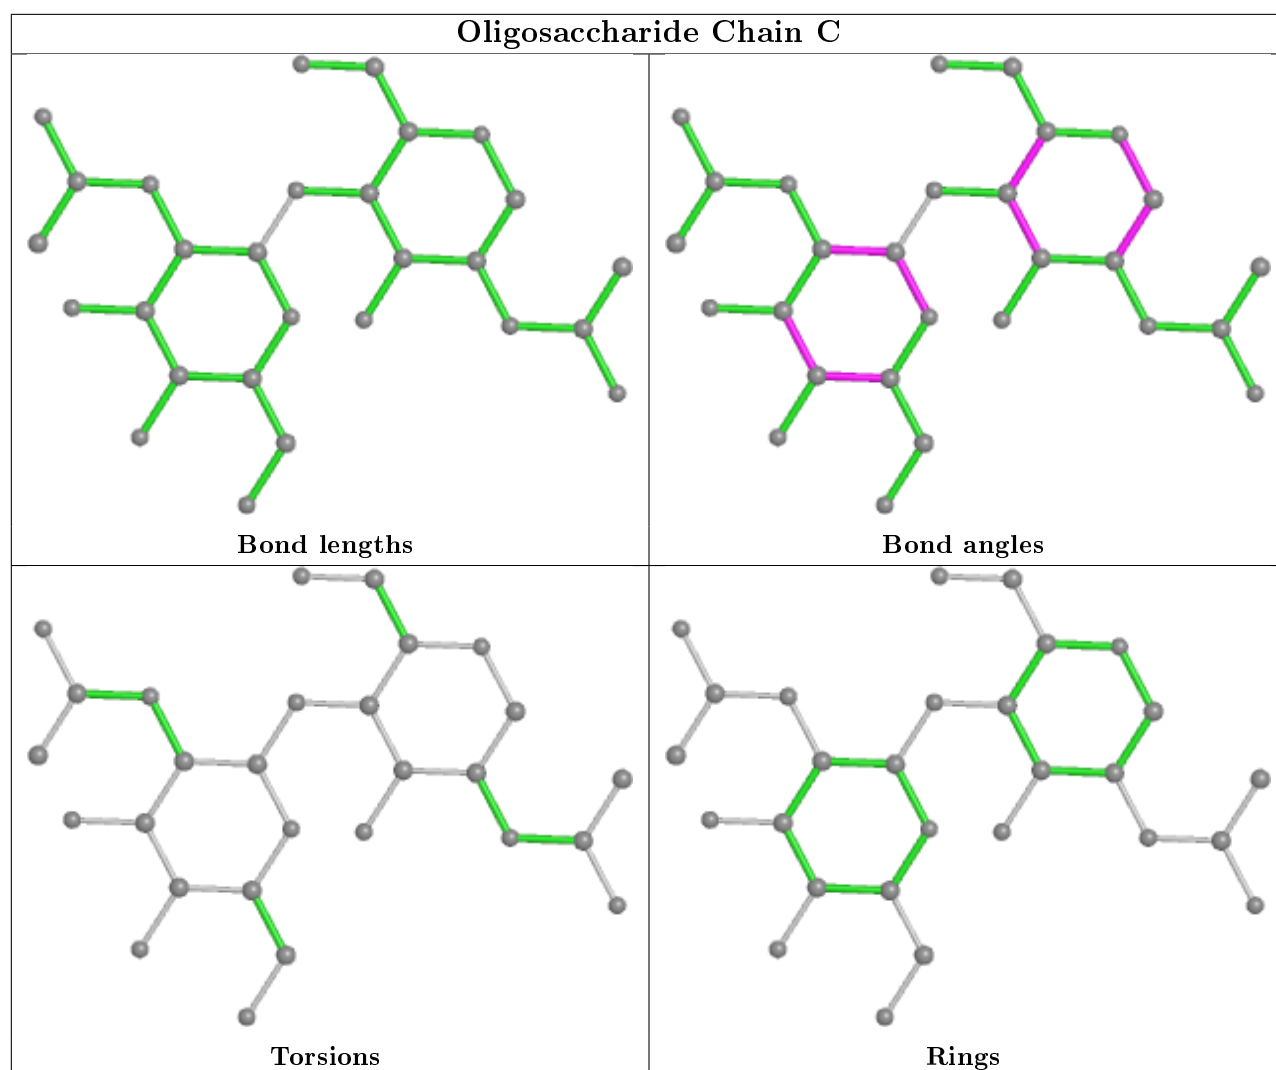 Oligosaccharide Chain C
Bond lengths
Bond angles
Torsions
Rings